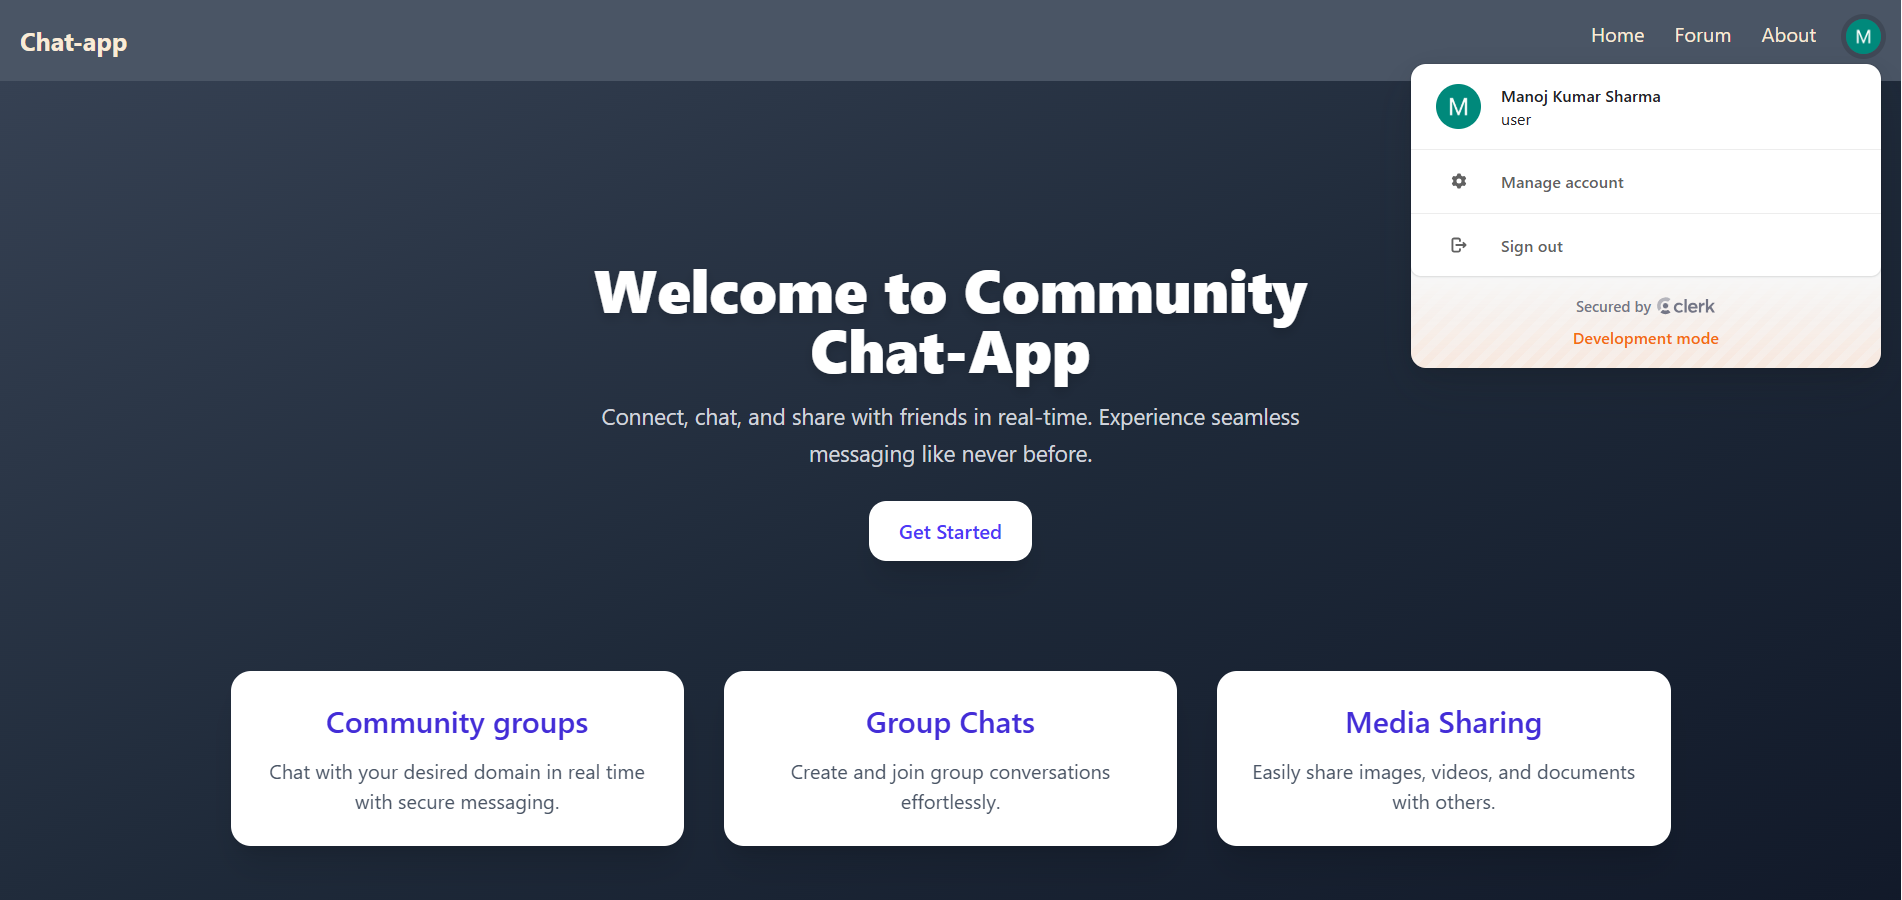 Chat-app
Home Forum About M
M Manoj Kumar Sharma
user
Manage account
Sign out
Secured by clerk
Development mode
Welcome to Community
Chat-App
Connect, chat, and share with friends in real-time. Experience seamless
messaging like never before.
Get Started
Community groups
Chat with your desired domain in real time
with secure messaging.
Group Chats
Create and join group conversations
effortlessly.
Media Sharing
Easily share images, videos, and documents
with others.